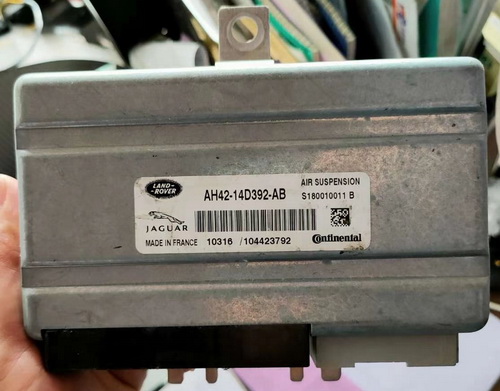 LAND-
ROVER
AH42-14D392-AB
AIR SUSPENSION
S180010011 B
JAGUAR
MADE IN FRANCE 10316 /104423792
Continental